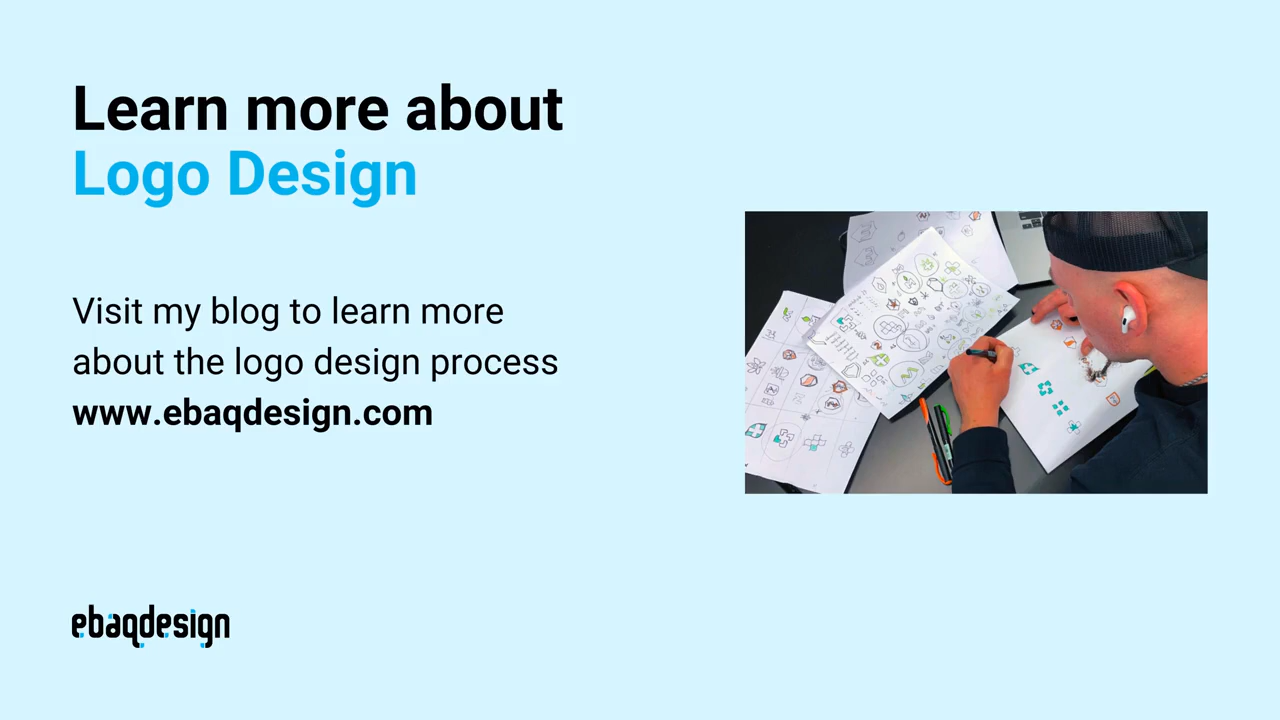 Learn more about
Logo Design
Visit my blog to learn more
about the logo design process
www.ebaqdesign.com
ebaqdesign